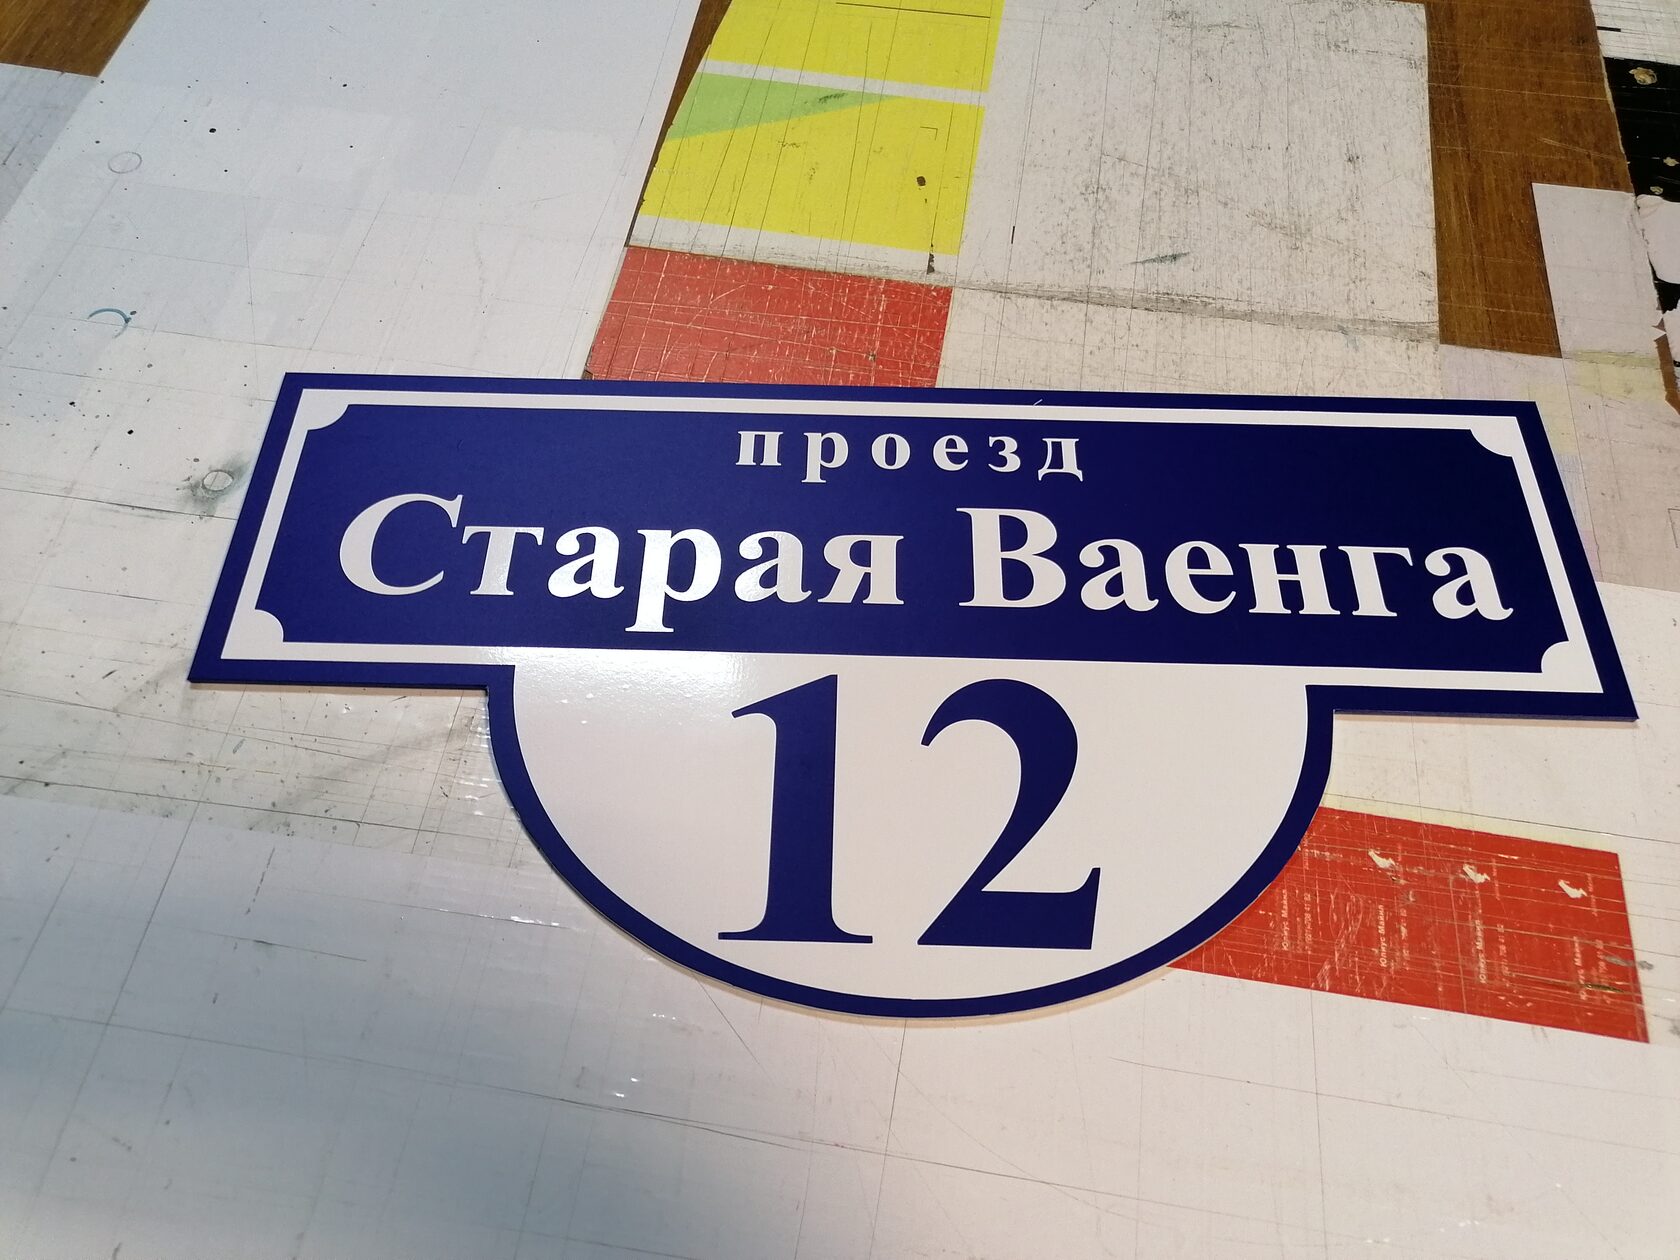 проезд
Старая Ваенга
12